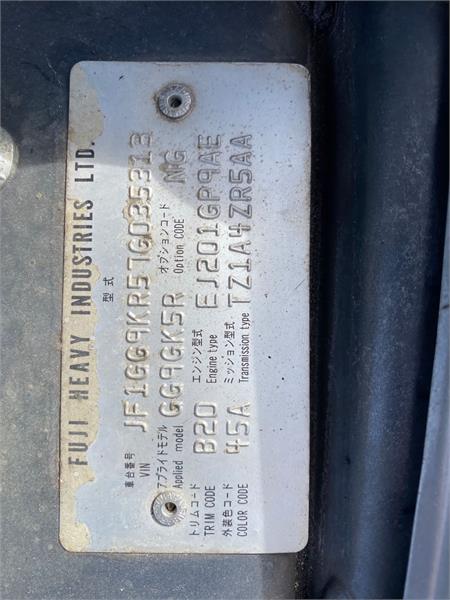 FUJI HEAVY INDUSTRIES LTD.
型式
車台番号 VIN JF1GG9KR57G035313
アプライドモデル Applied model GG9GK5R オプションコード Option CODE NG
トリムコード TRIM CODE B20 エンジン型式 Engine type EJ201GP9AE
外装色コード COLOR CODE 45A ミッション型式 Transmission type TZ1A4ZR5AA